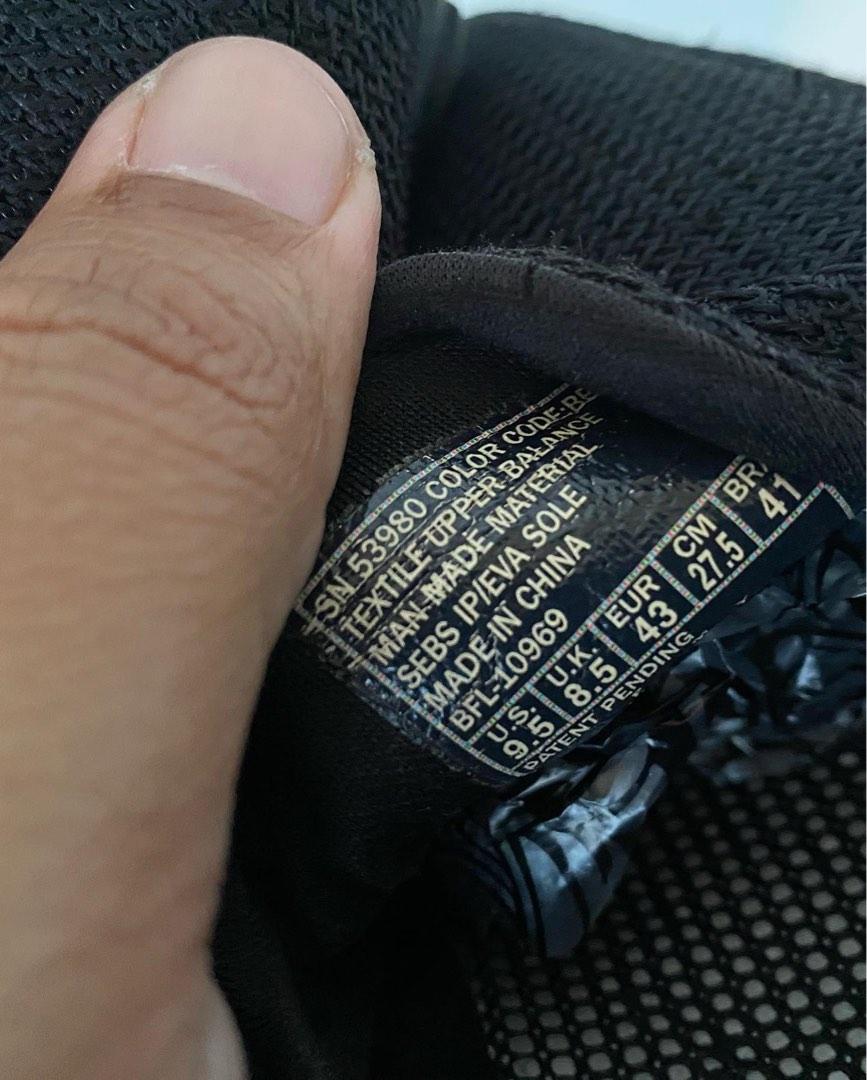 SN 53980 COLOR CODE:BE
TEXTILE UPPER BALANCE
MAN MADE MATERIAL
SEBS IP/EVA SOLE
MADE IN CHINA
BFL-10969
U.S. U.K. EUR CM BRA
9.5 8.5 43 27.5 41
PATENT PENDING